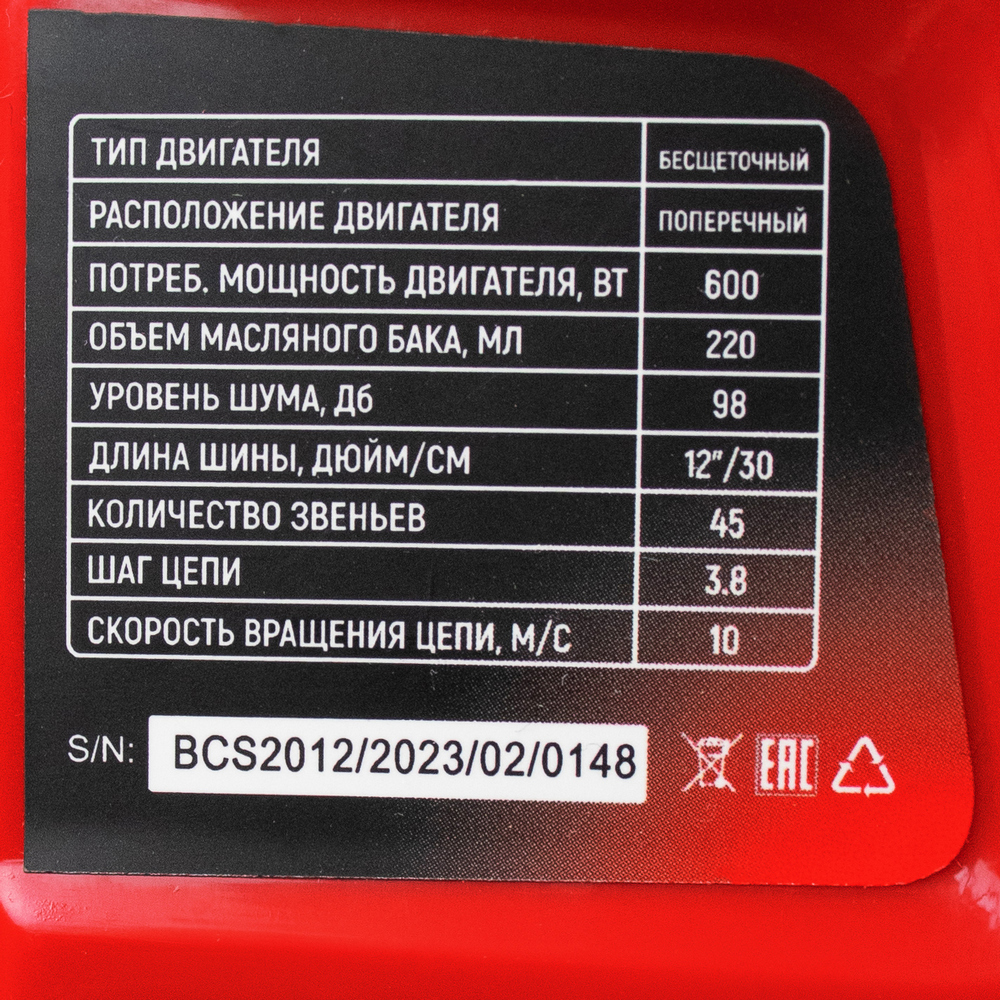 ТИП ДВИГАТЕЛЯ БЕСЩЕТОЧНЫЙ
РАСПОЛОЖЕНИЕ ДВИГАТЕЛЯ ПОПЕРЕЧНЫЙ
ПОТРЕБ. МОЩНОСТЬ ДВИГАТЕЛЯ, ВТ 600
ОБЪЕМ МАСЛЯНОГО БАКА, МЛ 220
УРОВЕНЬ ШУМА, Дб 98
ДЛИНА ШИНЫ, ДЮЙМ/СМ 12"/30
КОЛИЧЕСТВО ЗВЕНЬЕВ 45
ШАГ ЦЕПИ 3.8
СКОРОСТЬ ВРАЩЕНИЯ ЦЕПИ, М/С 10
S/N: BCS2012/2023/02/0148 EAC